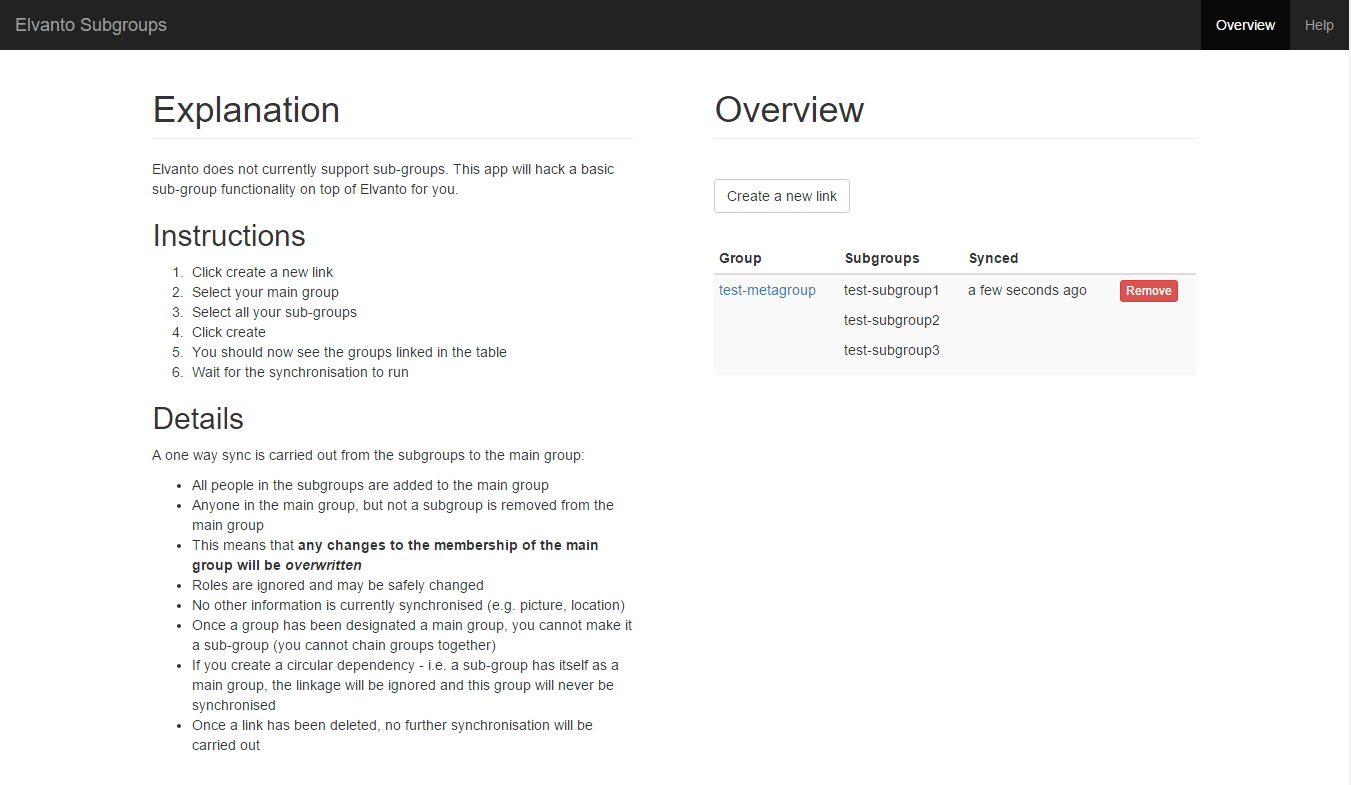 Elvanto Subgroups
Overview
Help
Explanation
Elvanto does not currently support sub-groups. This app will hack a basic
sub-group functionality on top of Elvanto for you.
Instructions
1. Click create a new link
2. Select your main group
3. Select all your sub-groups
4. Click create
5. You should now see the groups linked in the table
6. Wait for the synchronisation to run
Details
A one way sync is carried out from the subgroups to the main group:
• All people in the subgroups are added to the main group
• Anyone in the main group, but not a subgroup is removed from the
main group
• This means that any changes to the membership of the main
group will be overwritten
• Roles are ignored and may be safely changed
• No other information is currently synchronised (e.g. picture, location)
• Once a group has been designated a main group, you cannot make it
a sub-group (you cannot chain groups together)
• If you create a circular dependency - i.e. a sub-group has itself as a
main group, the linkage will be ignored and this group will never be
synchronised
• Once a link has been deleted, no further synchronisation will be
carried out
Overview
Create a new link
Group Subgroups Synced
test-metagroup test-subgroup1 a few seconds ago Remove
test-subgroup2
test-subgroup3